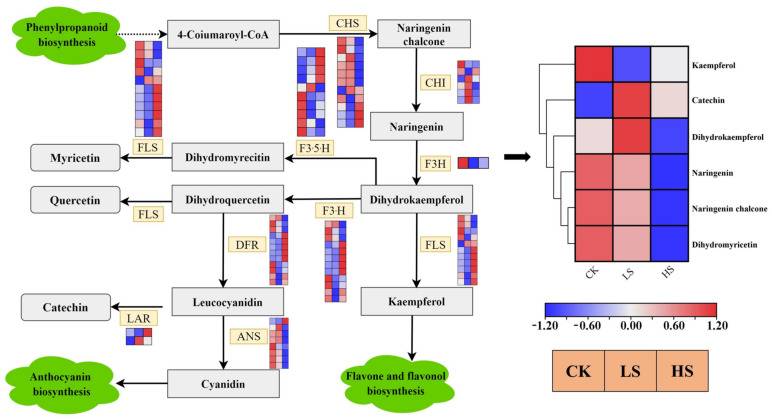 Phenylpropanoid
biosynthesis
4-Coiumaroyl-CoA
CHS
Naringenin
chalcone
CHI
Naringenin
FLS
F3·5·H
F3H
Myricetin
Dihydromyrecitin
Quercetin
Dihydroquercetin
F3·H
Dihydrokaempferol
FLS
DFR
FLS
Catechin
Leucocyanidin
Kaempferol
LAR
ANS
Anthocyanin
biosynthesis
Cyanidin
Flavone and flavonol
biosynthesis
Kaempferol
Catechin
Dihydrokaempferol
Naringenin
Naringenin chalcone
Dihydromyricetin
CK LS HS
-1.20 -0.60 0.00 0.60 1.20
CK LS HS